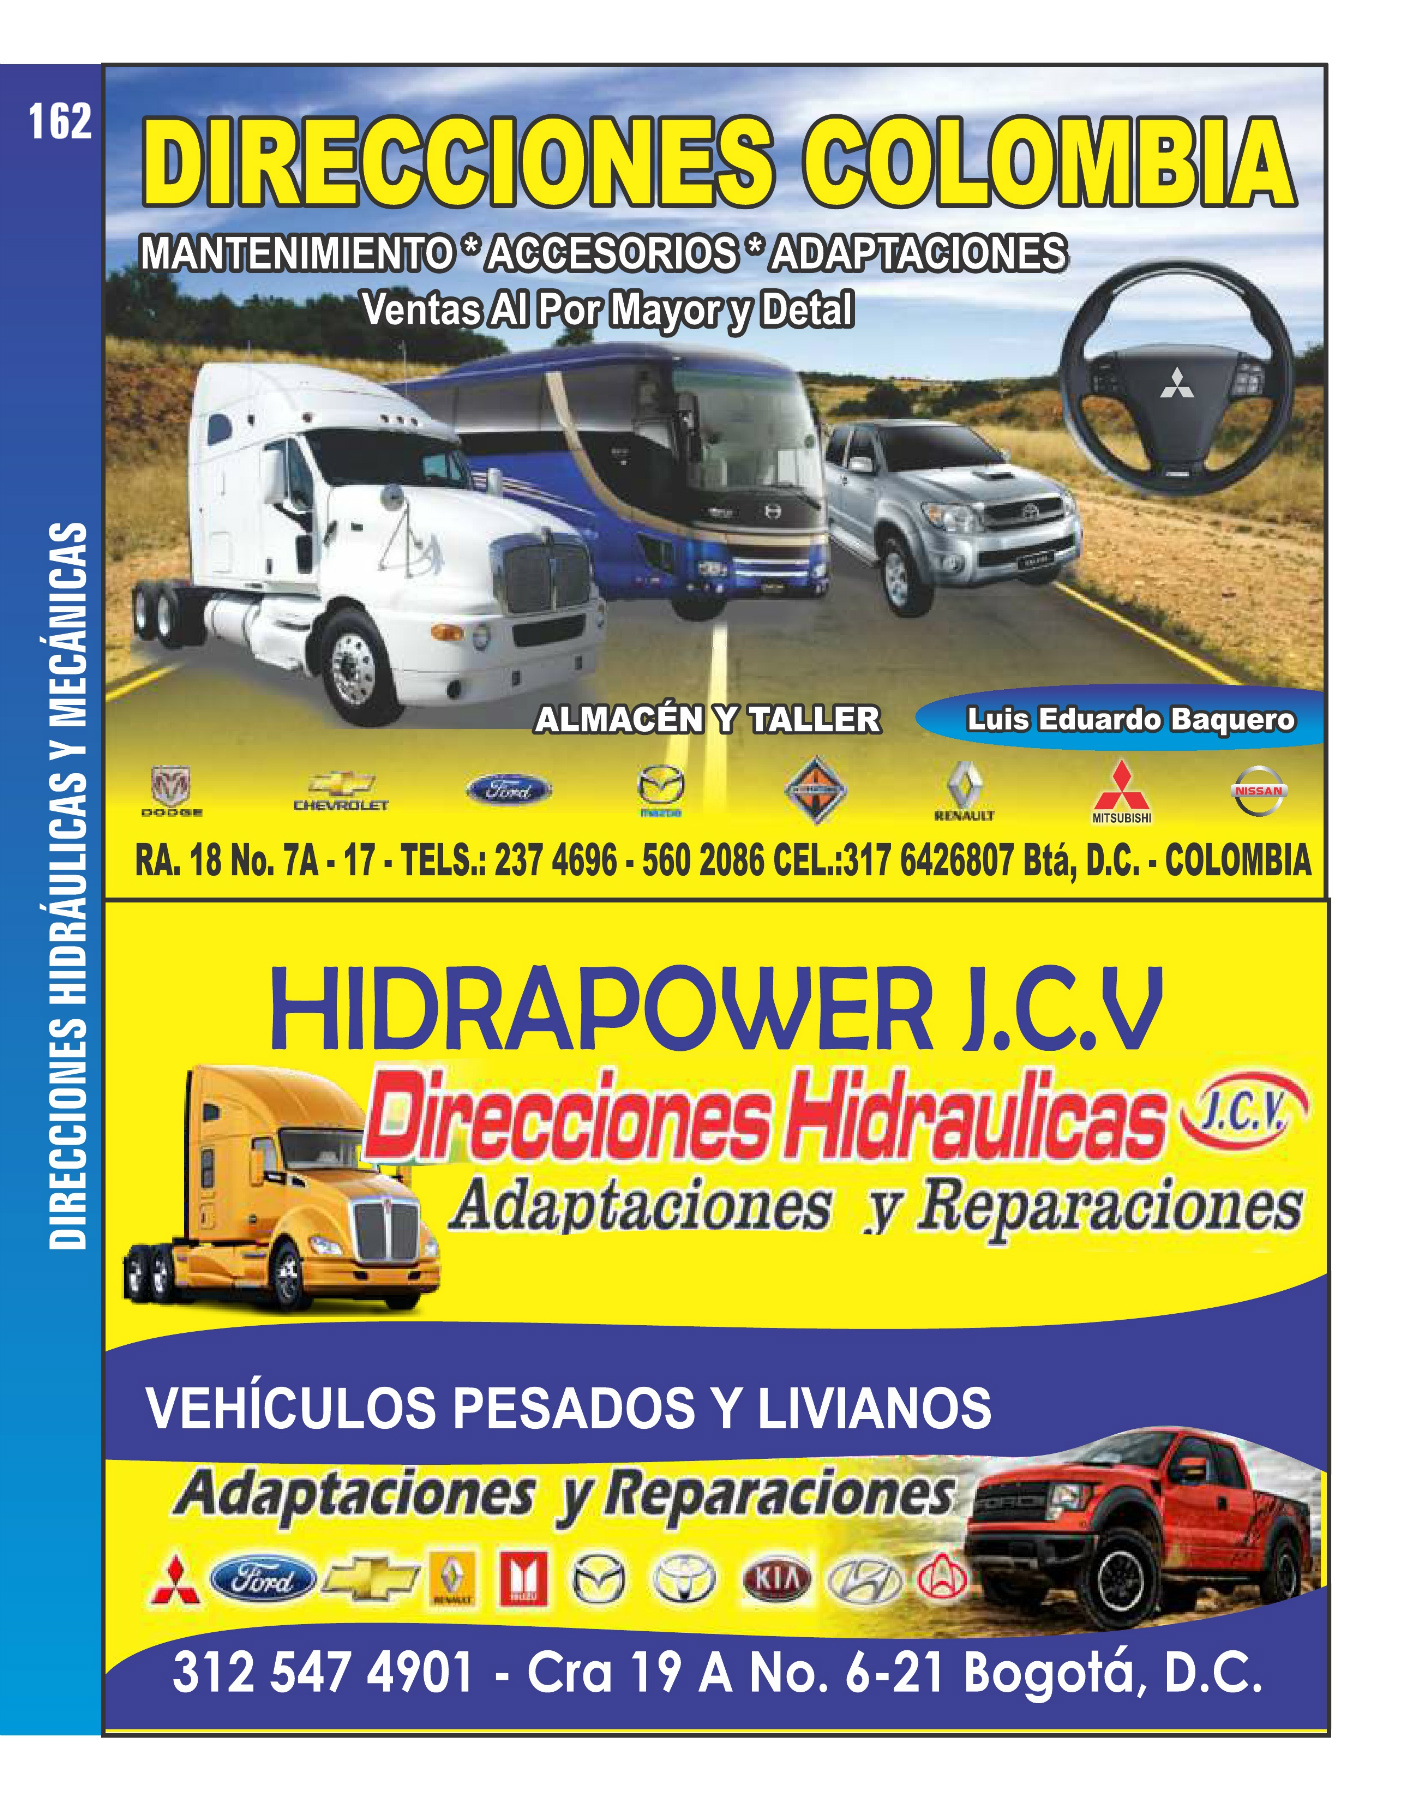 162
DIRECCIONES HIDRÁULICAS Y MECÁNICAS
DIRECCIONES COLOMBIA
MANTENIMIENTO * ACCESORIOS * ADAPTACIONES
Ventas Al Por Mayor y Detal
ALMACÉN Y TALLER
Luis Eduardo Baquero
DODGE CHEVROLET Ford mazda RENAULT MITSUBISHI NISSAN
RA. 18 No. 7A - 17 - TELS.: 237 4696 - 560 2086 CEL.:317 6426807 Btá, D.C. - COLOMBIA
HIDRAPOWER J.C.V
Direcciones Hidraulicas J.C.V.
Adaptaciones y Reparaciones
VEHÍCULOS PESADOS Y LIVIANOS
Adaptaciones y Reparaciones
FORD
Ford RENAULT ISUZU KIA
312 547 4901 - Cra 19 A No. 6-21 Bogotá, D.C.